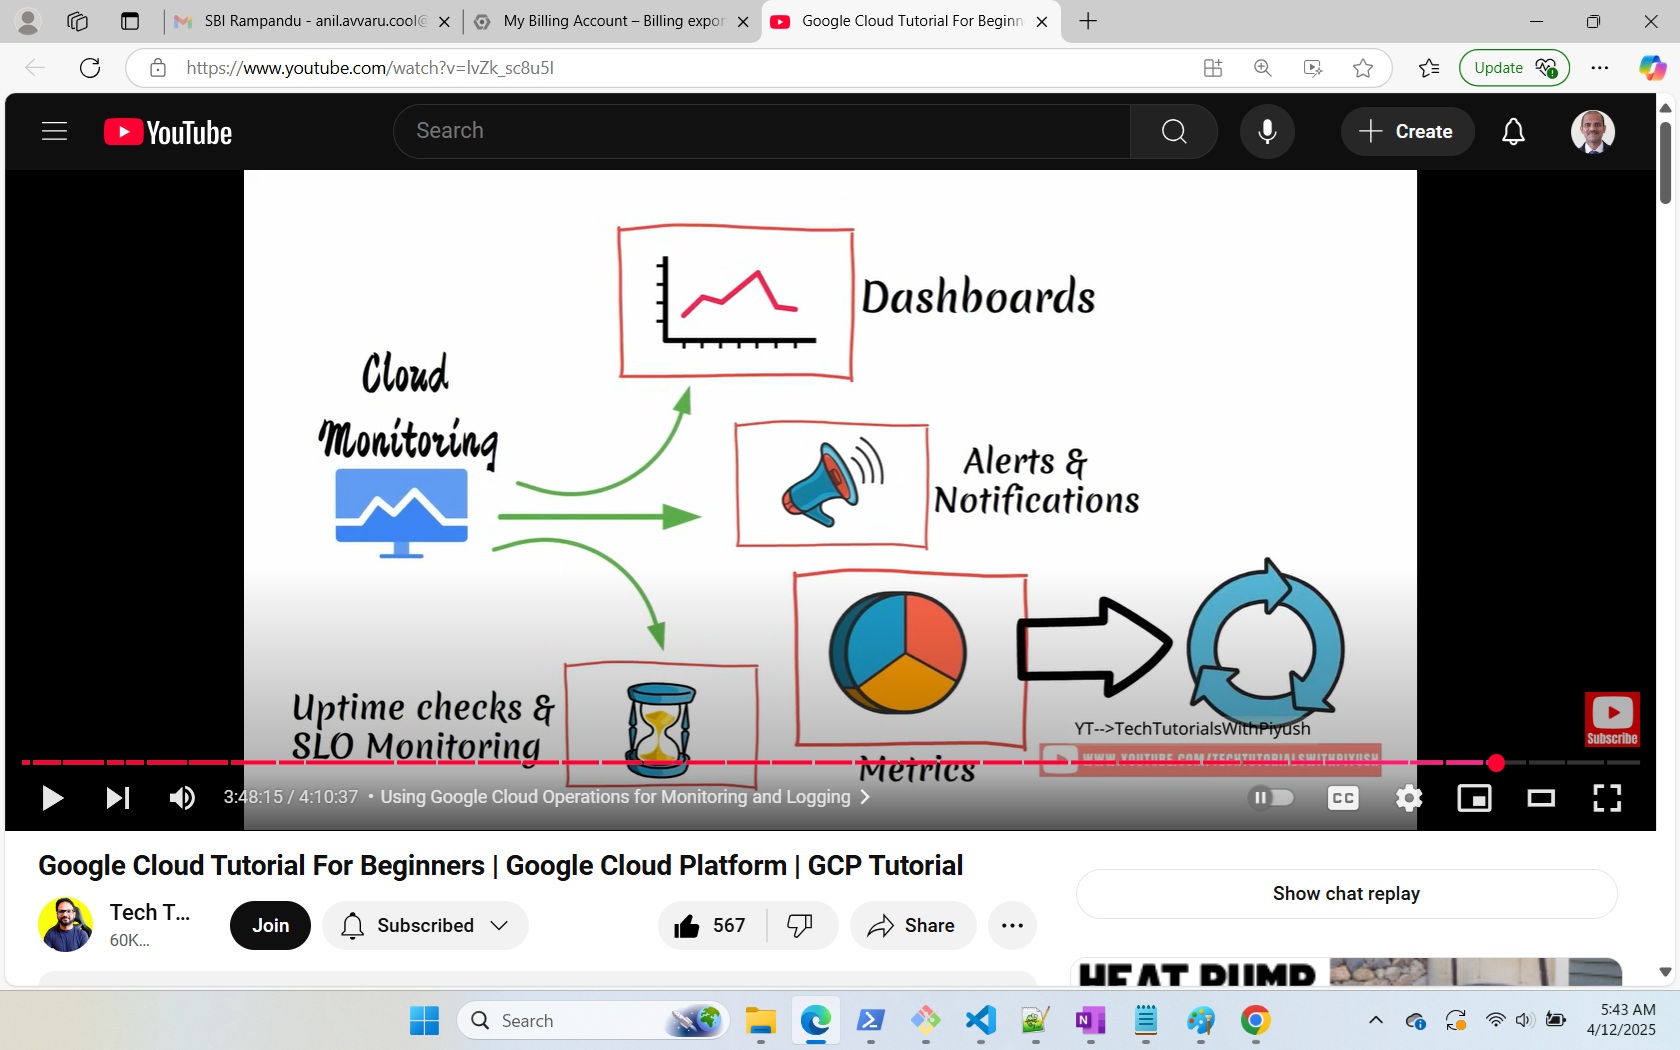 SBI Rampandu - anil.avvaru.cool@
My Billing Account – Billing expor
Google Cloud Tutorial For Beginn
https://www.youtube.com/watch?v=lvZk_sc8u5I
Update
YouTube
Search
Create
Dashboards
Cloud
Monitoring
Alerts &
Notifications
Uptime checks &
SLO Monitoring
Metrics
YT-->TechTutorialsWithPiyush
WWW.YOUTUBE.COM/TECHTUTORIALSWITHPIYUSH
Subscribe
3:48:15 / 4:10:37 • Using Google Cloud Operations for Monitoring and Logging
CC
Google Cloud Tutorial For Beginners | Google Cloud Platform | GCP Tutorial
Tech T...
60K...
Join
Subscribed
567
Share
Show chat replay
HEAT PUMP
Search
5:43 AM
4/12/2025